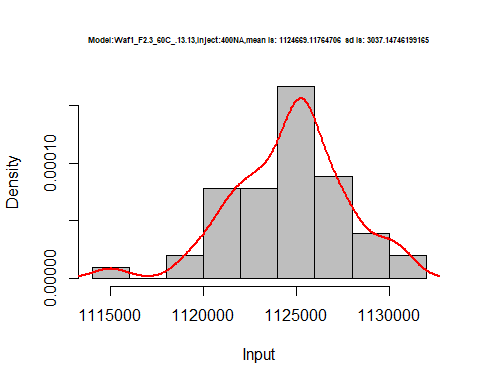 Model:Waf1_F2.3_60C_.13.13,Inject:400NA,mean is: 1124669.11764706 sd is: 3037.14746199165
Density
0.00010
0.00000
1115000 1120000 1125000 1130000
Input